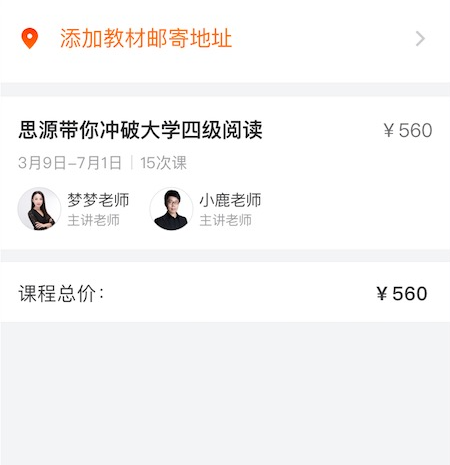 添加教材邮寄地址
思源带你冲破大学四级阅读 ¥560
3月9日-7月1日 | 15次课
梦梦老师 小鹿老师
主讲老师 主讲老师
课程总价： ¥560